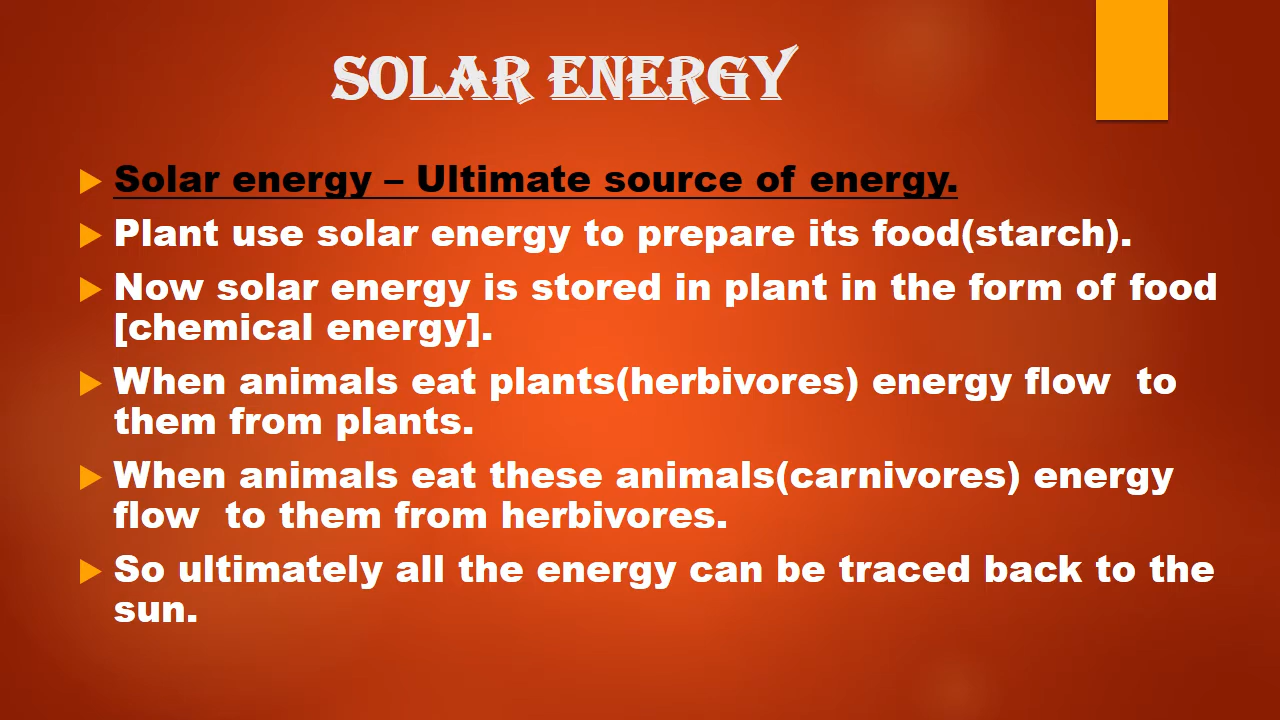 SOLAR ENERGY
Solar energy – Ultimate source of energy.
Plant use solar energy to prepare its food(starch).
Now solar energy is stored in plant in the form of food
[chemical energy].
When animals eat plants(herbivores) energy flow  to
them from plants.
When animals eat these animals(carnivores) energy
flow  to them from herbivores.
So ultimately all the energy can be traced back to the
sun.